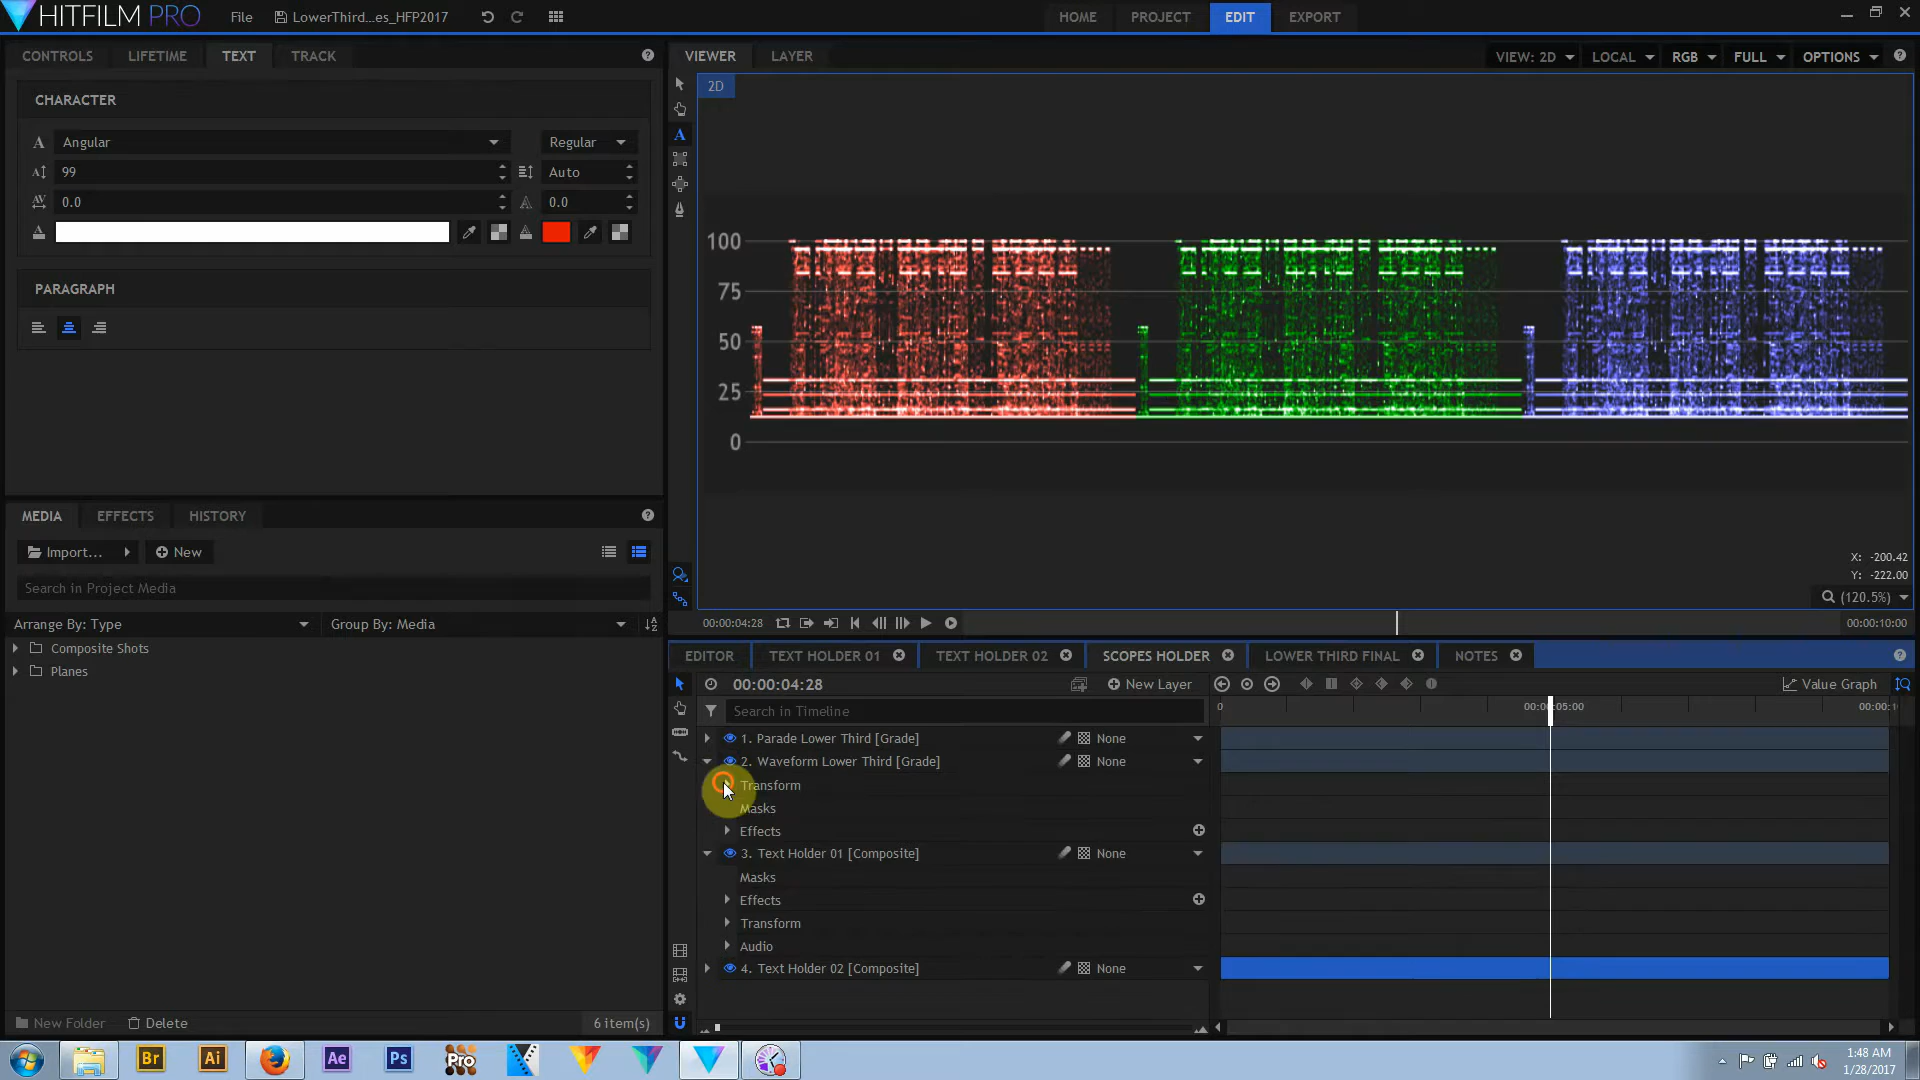 HITFILM PRO File LowerThird...es_HFP2017 HOME PROJECT EDIT EXPORT
CONTROLS LIFETIME TEXT TRACK
VIEWER LAYER VIEW: 2D LOCAL RGB FULL OPTIONS
2D
CHARACTER
Angular Regular
99 Auto
0.0 0.0
PARAGRAPH
100
75
50
25
0
X: -200.42
Y: -222.00
(120.5%)
00:00:04:28 00:00:10:00
MEDIA EFFECTS HISTORY
Import... New
Search in Project Media
Arrange By: Type Group By: Media
Composite Shots
Planes
New Folder Delete 6 item(s)
EDITOR TEXT HOLDER 01 TEXT HOLDER 02 SCOPES HOLDER LOWER THIRD FINAL NOTES
00:00:04:28 New Layer Value Graph
Search in Timeline 0 00:00:05:00 00:00:1
1. Parade Lower Third [Grade] None
2. Waveform Lower Third [Grade] None
Transform
Masks
Effects
3. Text Holder 01 [Composite] None
Masks
Effects
Transform
Audio
4. Text Holder 02 [Composite] None
Br Ai Ae Ps Pro
1:48 AM
1/28/2017